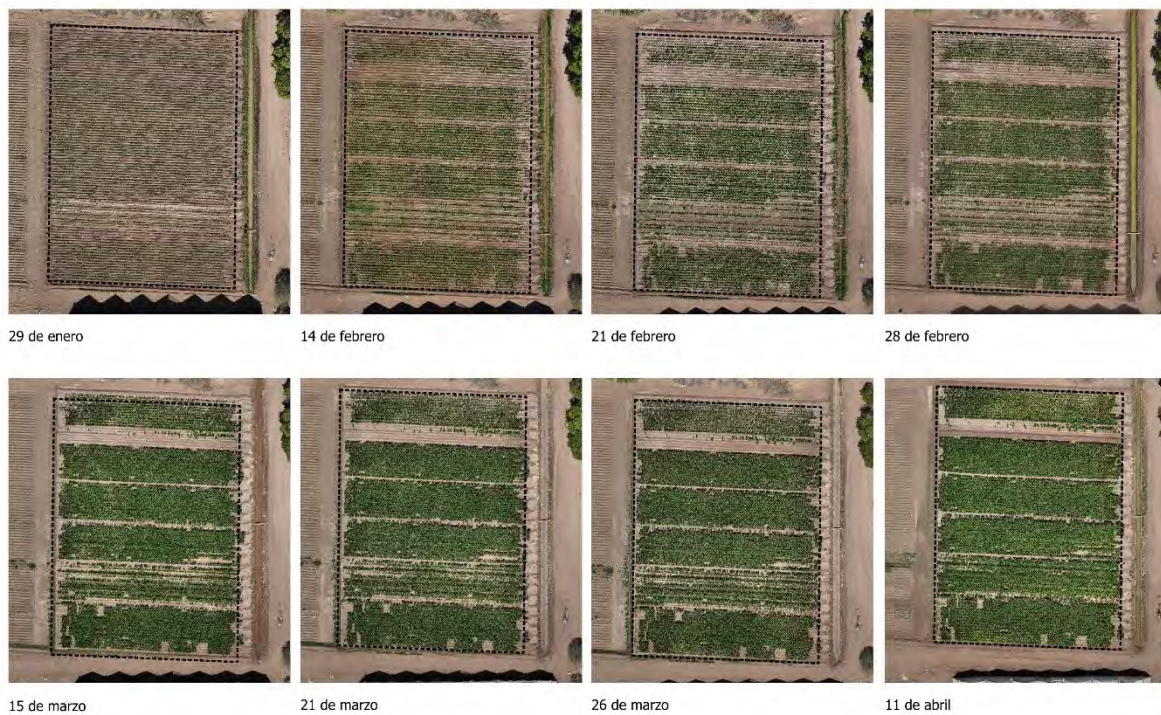 29 de enero
14 de febrero
21 de febrero
28 de febrero
15 de marzo
21 de marzo
26 de marzo
11 de abril